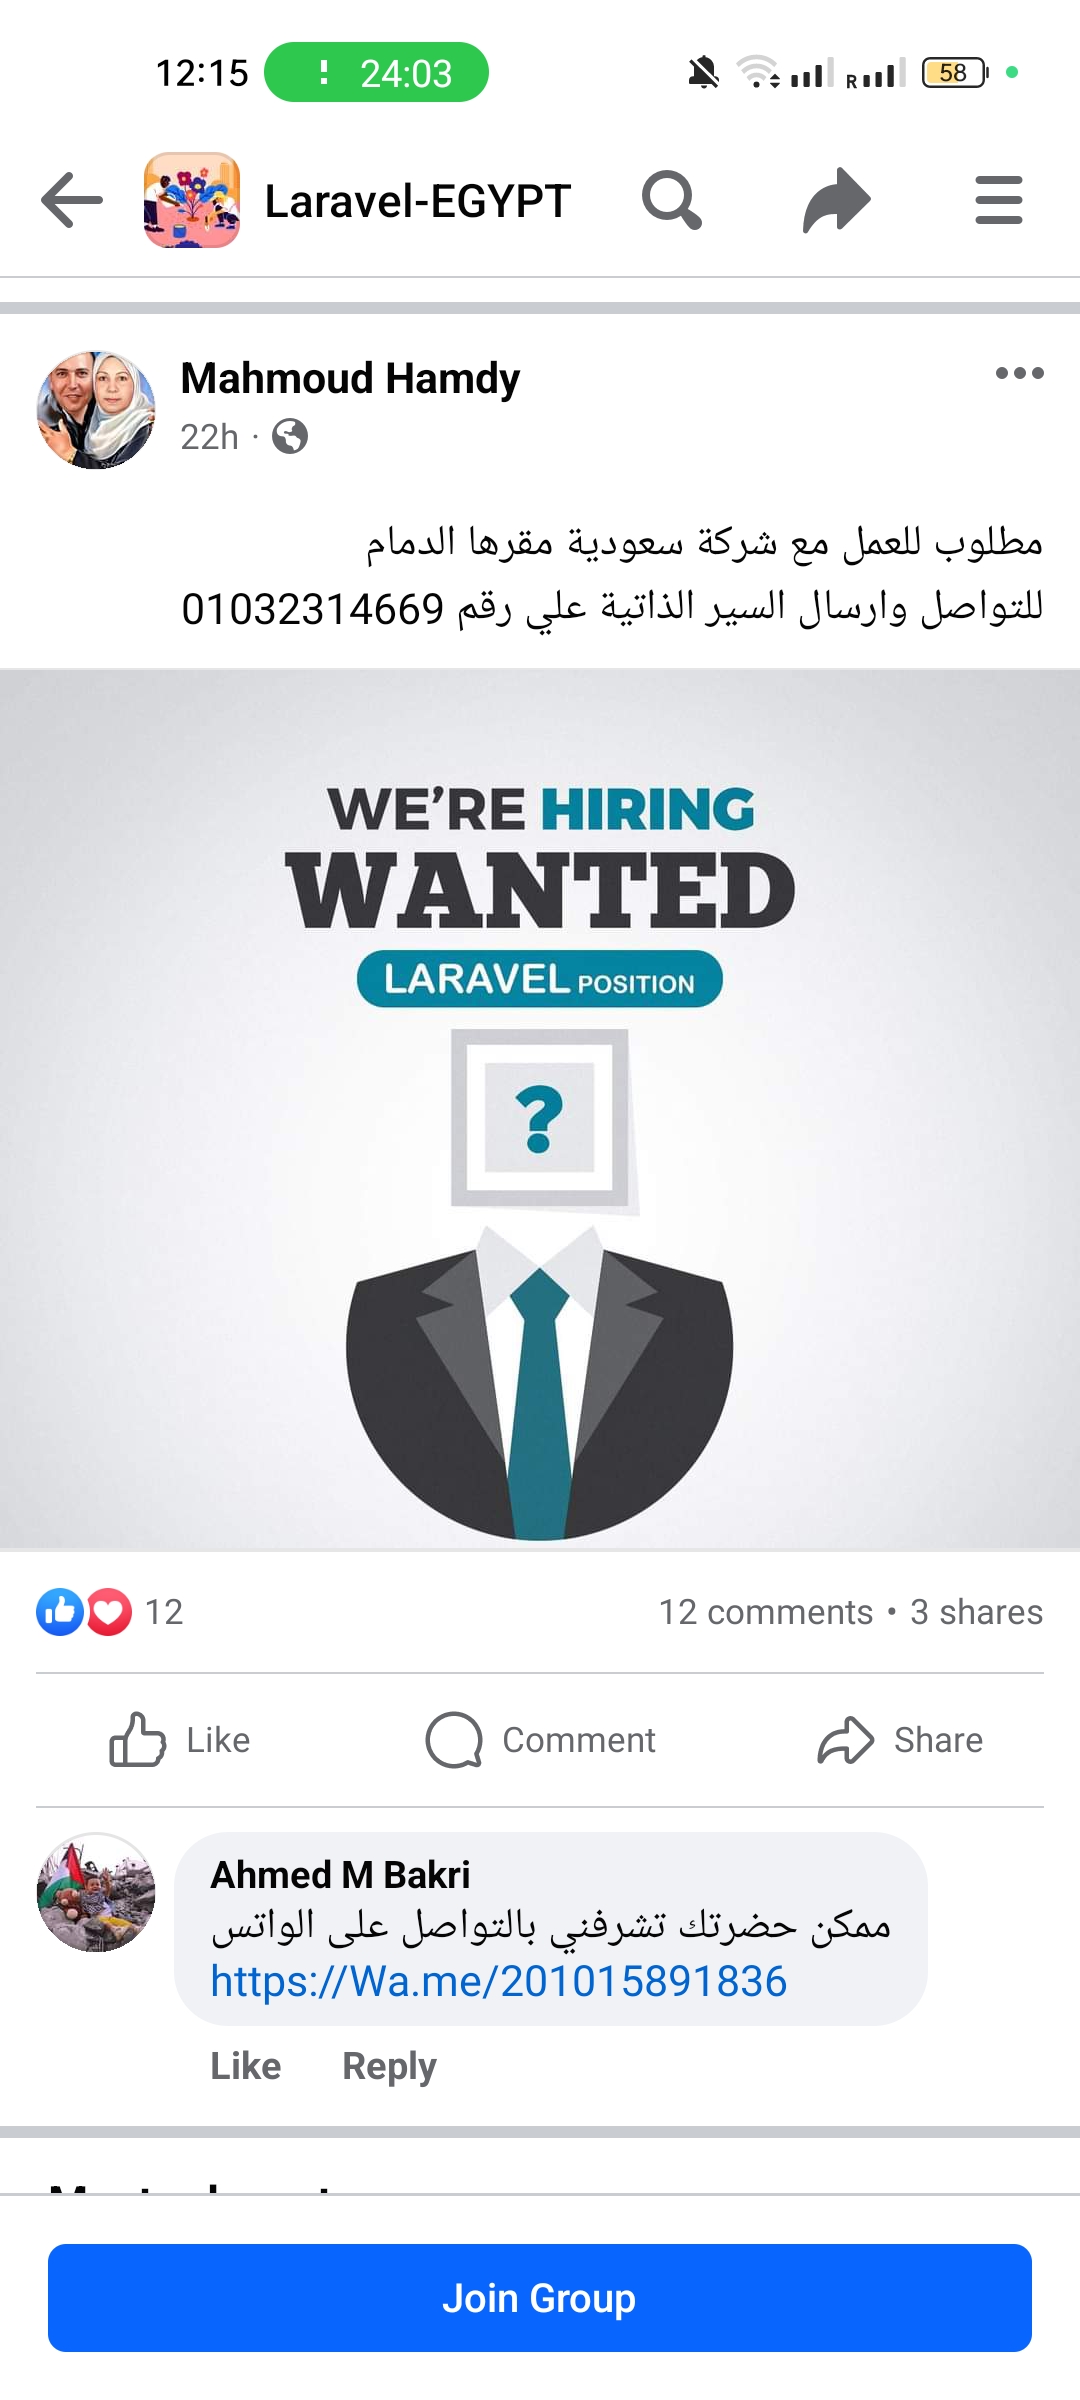 12:15
24:03
R
58
Laravel-EGYPT
Mahmoud Hamdy
22h ·
مطلوب للعمل مع شركة سعودية مقرها الدمام
للتواصل وارسال السير الذاتية علي رقم 01032314669
WE'RE HIRING
WANTED
LARAVEL POSITION
?
12
12 comments • 3 shares
Like
Comment
Share
Ahmed M Bakri
ممكن حضرتك تشرفني بالتواصل على الواتس
https://Wa.me/201015891836
Like
Reply
Join Group